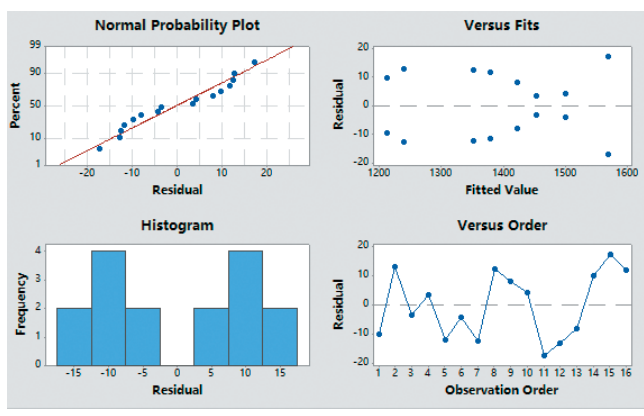 Normal Probability Plot
99
90
50
10
1
Percent
-20 -10 0 10 20
Residual
Versus Fits
20
10
0
-10
-20
Residual
1200 1300 1400 1500 1600
Fitted Value
Histogram
4
3
2
1
0
Frequency
-15 -10 -5 0 5 10 15
Residual
Versus Order
20
10
0
-10
-20
Residual
1 2 3 4 5 6 7 8 9 10 11 12 13 14 15 16
Observation Order